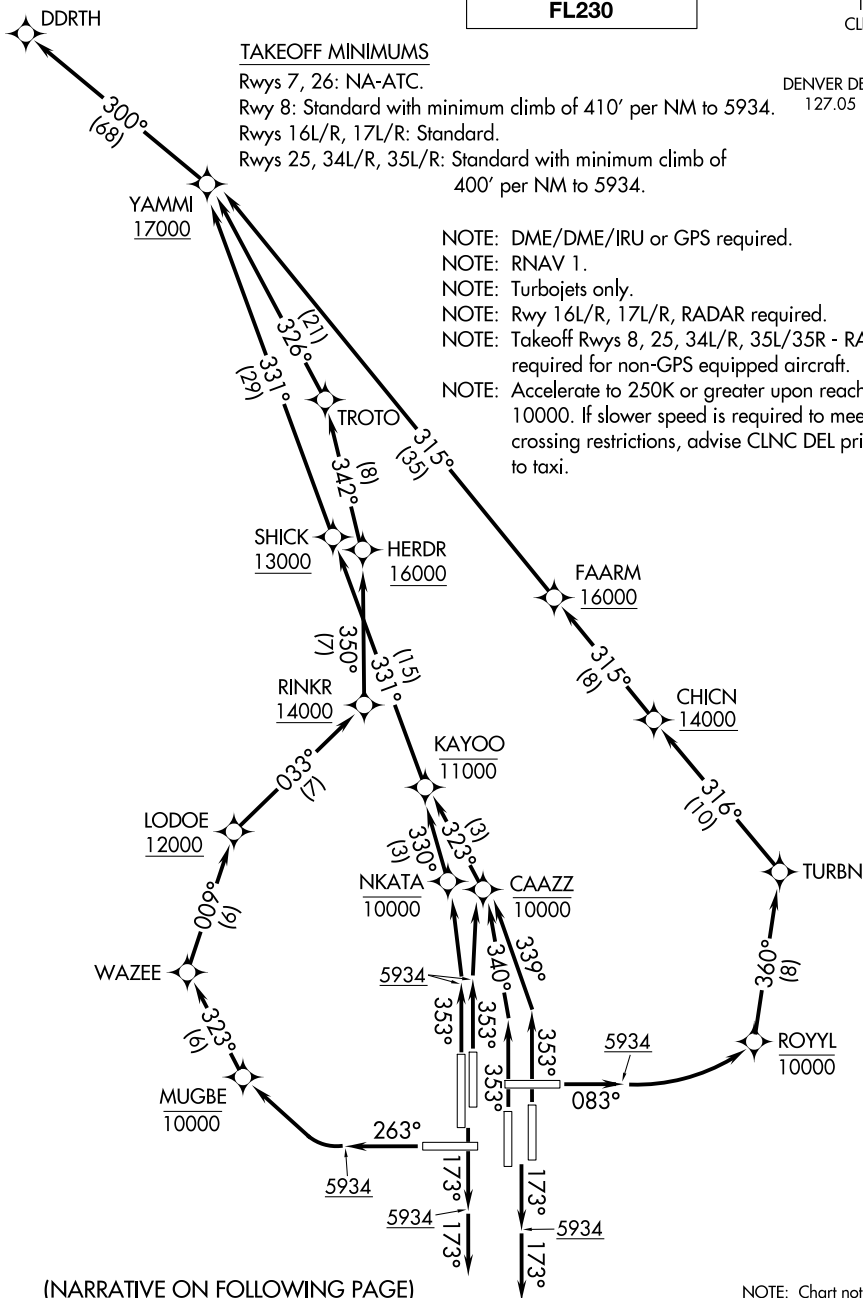 DDRTH
FL230
CL
DENVER DE
127.05
TAKEOFF MINIMUMS
Rwys 7, 26: NA-ATC.
Rwy 8: Standard with minimum climb of 410' per NM to 5934.
Rwys 16L/R, 17L/R: Standard.
Rwys 25, 34L/R, 35L/R: Standard with minimum climb of
400' per NM to 5934.
300°
(68)
YAMMI
17000
NOTE: DME/DME/IRU or GPS required.
NOTE: RNAV 1.
NOTE: Turbojets only.
NOTE: Rwy 16L/R, 17L/R, RADAR required.
NOTE: Takeoff Rwys 8, 25, 34L/R, 35L/35R - RA
required for non-GPS equipped aircraft.
NOTE: Accelerate to 250K or greater upon reach
10000. If slower speed is required to mee
crossing restrictions, advise CLNC DEL pri
to taxi.
(21)
326°
331°
(29)
TROTO
315°
(35)
(8)
342°
SHICK
13000
HERDR
16000
FAARM
16000
350°
(7)
(15)
331°
315°
(8)
RINKR
14000
CHICN
14000
KAYOO
11000
033°
(7)
316°
(10)
LODOE
12000
(3)
323°
330°
(3)
NKATA
10000
CAAZZ
10000
TURBN
009°
(9)
339°
340°
WAZEE
5934
360°
(8)
353°
353°
353°
353°
323°
(6)
5934
ROYYL
10000
083°
MUGBE
10000
263°
5934
173°
173°
5934
5934
173°
173°
(NARRATIVE ON FOLLOWING PAGE)
NOTE: Chart not